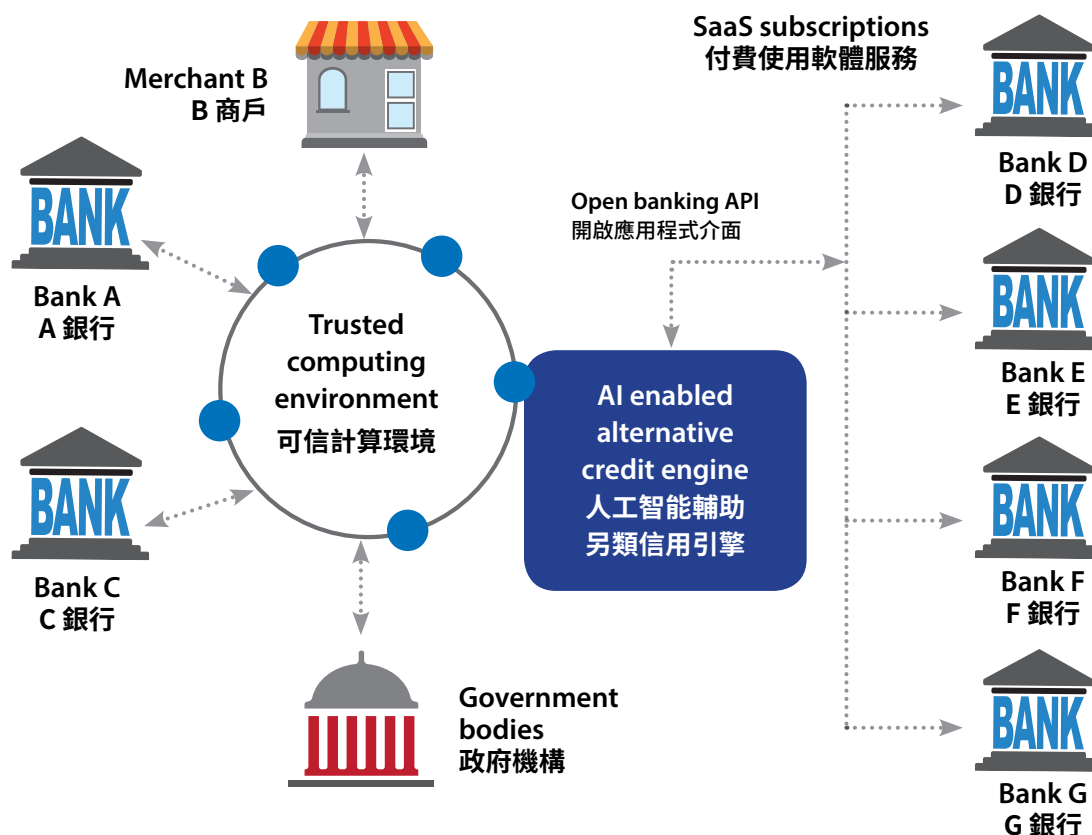 SaaS subscriptions
付費使用軟體服務
Merchant B
B 商戶
BANK
Bank A
A 銀行
BANK
Bank C
C 銀行
Trusted
computing
environment
可信計算環境
Government
bodies
政府機構
Open banking API
開啟應用程式介面
AI enabled
alternative
credit engine
人工智能輔助
另類信用引擎
BANK
Bank D
D 銀行
BANK
Bank E
E 銀行
BANK
Bank F
F 銀行
BANK
Bank G
G 銀行